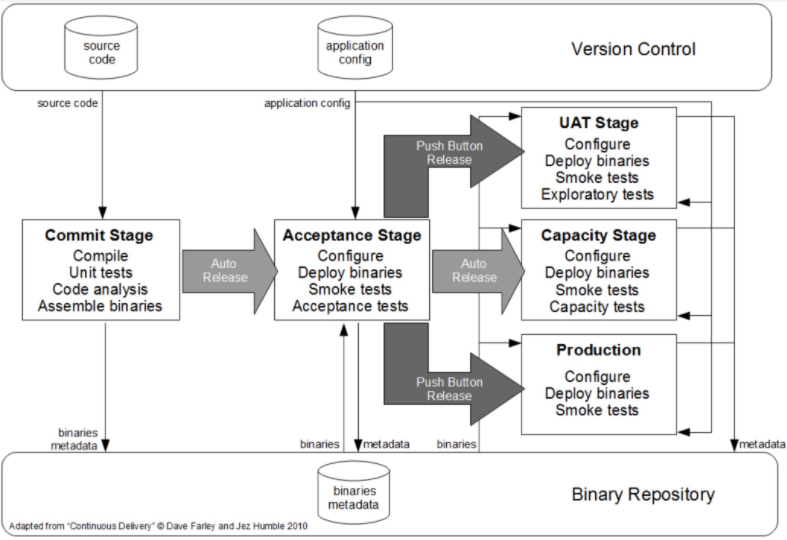 source
code
application
config
Version Control
source code
application config
Push Button
Release
UAT Stage
Configure
Deploy binaries
Smoke tests
Exploratory tests
Commit Stage
Compile
Unit tests
Code analysis
Assemble binaries
Auto
Release
Acceptance Stage
Configure
Deploy binaries
Smoke tests
Acceptance tests
Auto
Release
Capacity Stage
Configure
Deploy binaries
Smoke tests
Capacity tests
Push Button
Release
Production
Configure
Deploy binaries
Smoke tests
binaries
metadata
binaries
metadata
binaries
metadata
binaries
metadata
Binary Repository
Adapted from "Continuous Delivery" © Dave Farley and Jez Humble 2010